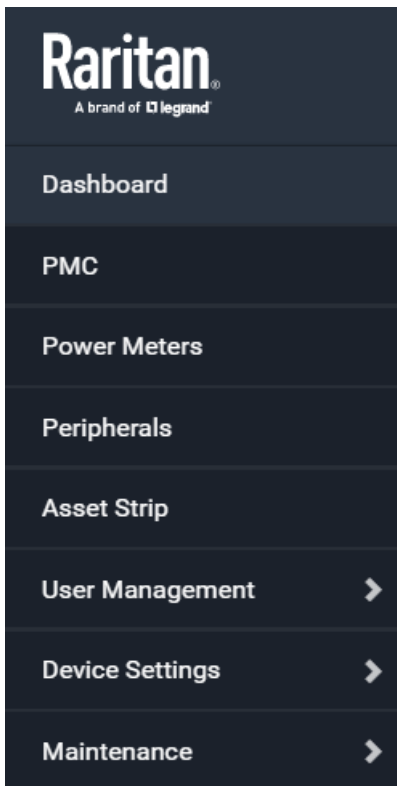 Raritan®
A brand of legrand®
Dashboard
PMC
Power Meters
Peripherals
Asset Strip
User Management
Device Settings
Maintenance